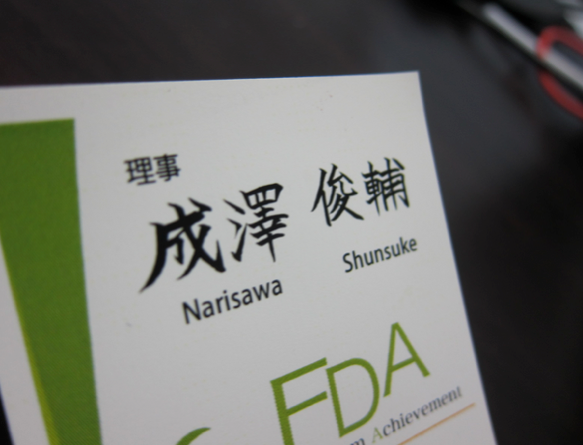 理事
成澤 俊輔
Narisawa Shunsuke
FDA
Achievement